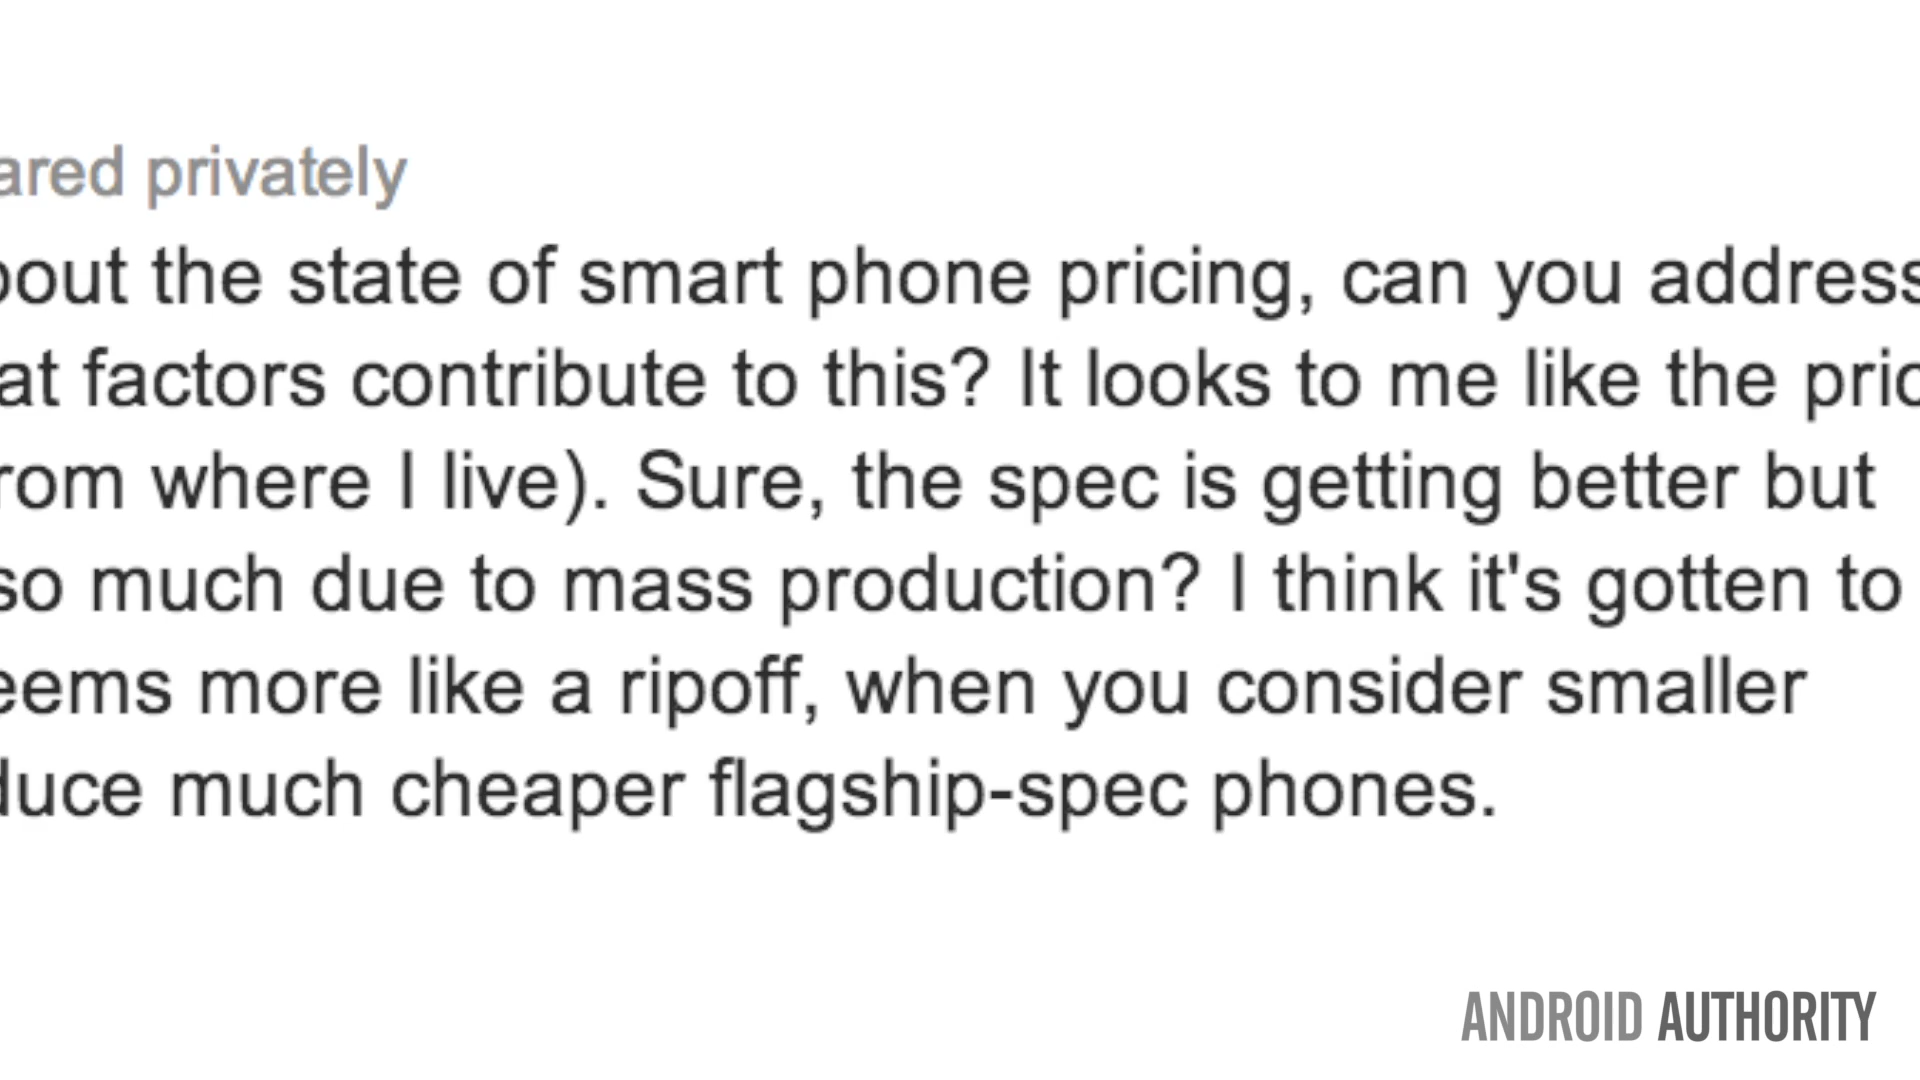 ared privately
bout the state of smart phone pricing, can you address
at factors contribute to this? It looks to me like the pric
rom where I live). Sure, the spec is getting better but
so much due to mass production? I think it's gotten to
eems more like a ripoff, when you consider smaller
duce much cheaper flagship-spec phones.
ANDROID AUTHORITY